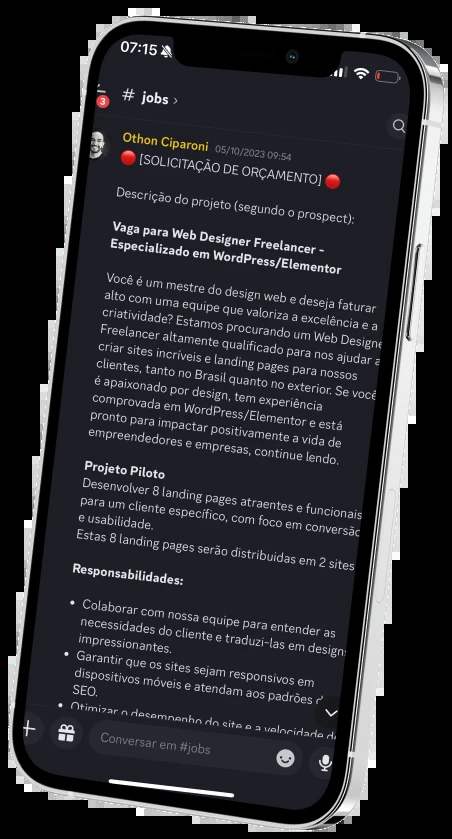 07:15
3
# jobs ›
Othon Ciparoni 05/10/2023 09:54
[SOLICITAÇÃO DE ORÇAMENTO]
Descrição do projeto (segundo o prospect):
Vaga para Web Designer Freelancer -
Especializado em WordPress/Elementor
Você é um mestre do design web e deseja faturar
alto com uma equipe que valoriza a excelência e a
criatividade? Estamos procurando um Web Designe
Freelancer altamente qualificado para nos ajudar a
criar sites incríveis e landing pages para nossos
clientes, tanto no Brasil quanto no exterior. Se você
é apaixonado por design, tem experiência
comprovada em WordPress/Elementor e está
pronto para impactar positivamente a vida de
empreendedores e empresas, continue lendo.
Projeto Piloto
Desenvolver 8 landing pages atraentes e funcionais
para um cliente específico, com foco em conversão
e usabilidade.
Estas 8 landing pages serão distribuidas em 2 sites
Responsabilidades:
• Colaborar com nossa equipe para entender as
necessidades do cliente e traduzi-las em designs
impressionantes.
• Garantir que os sites sejam responsivos em
dispositivos móveis e atendam aos padrões d
SEO.
• Otimizar o desempenho do site e a velocidade de
Conversar em #jobs